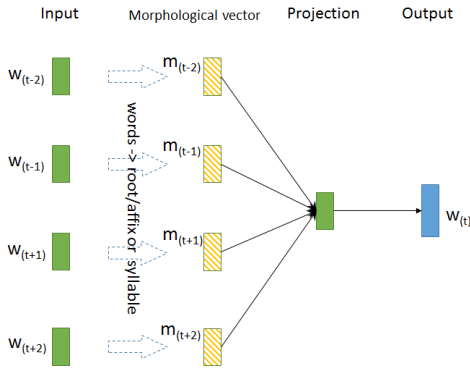 Input Morphological vector Projection Output
w(t-2) m(t-2)
w(t-1) m(t-1)
w(t+1) m(t+1)
w(t+2) m(t+2)
words -> root/affix or
syllable
w(t)